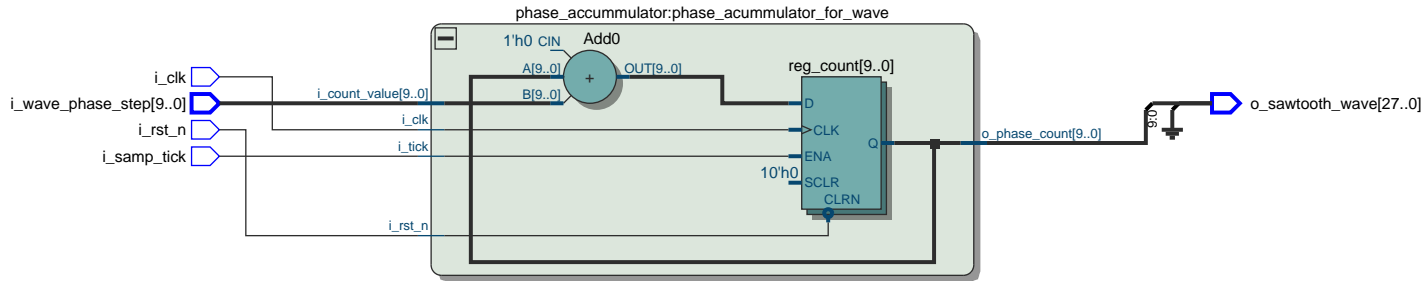 phase_accummulator:phase_acummulator_for_wave
1'h0 CIN
Add0
A[9..0]
OUT[9..0]
+
B[9..0]
reg_count[9..0]
i_clk
i_wave_phase_step[9..0]
i_count_value[9..0]
D
o_sawtooth_wave[27..0]
i_rst_n
i_clk
CLK
9:0
o_phase_count[9..0]
i_samp_tick
i_tick
ENA
Q
10'h0
SCLR
CLRN
i_rst_n